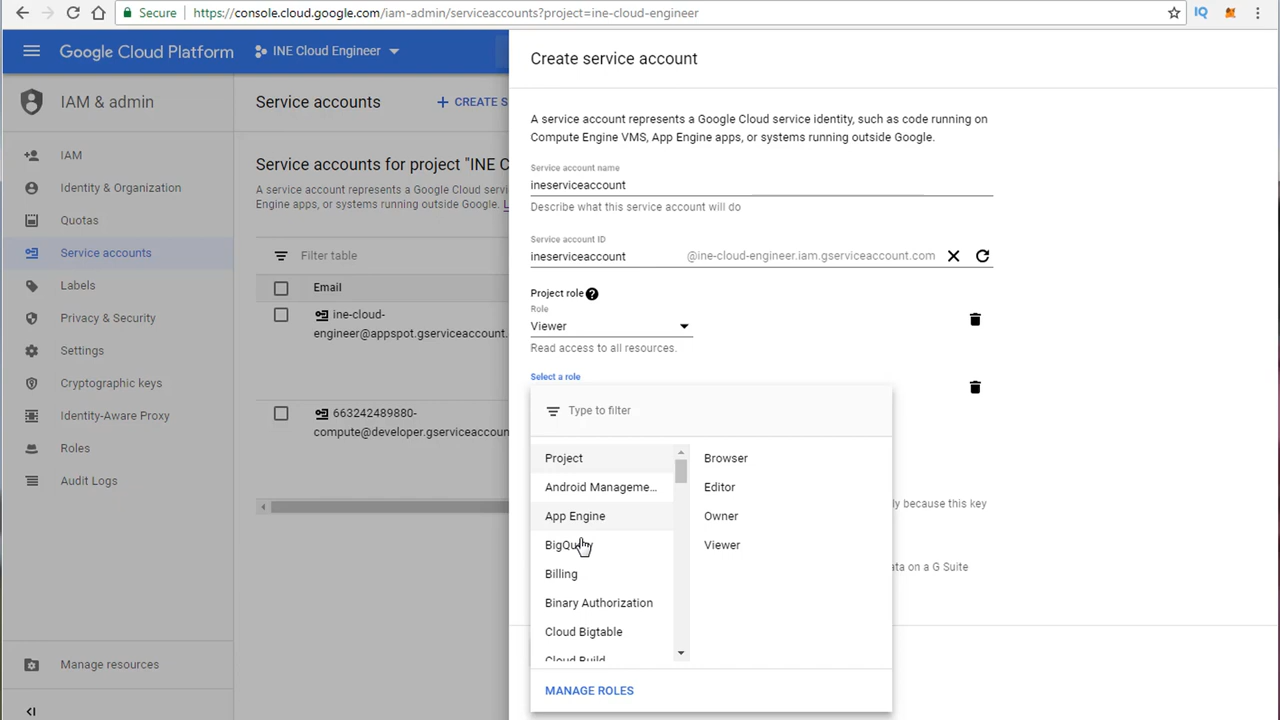 Secure
https://console.cloud.google.com/iam-admin/serviceaccounts?project=ine-cloud-engineer
IQ
Google Cloud Platform
INE Cloud Engineer
IAM & admin
IAM
Identity & Organization
Quotas
Service accounts
Labels
Privacy & Security
Settings
Cryptographic keys
Identity-Aware Proxy
Roles
Audit Logs
Manage resources
Service accounts
+ CREATE S
Service accounts for project "INE C
A service account represents a Google Cloud servi
Engine apps, or systems running outside Google. L
Filter table
Email
ine-cloud-
engineer@appspot.gserviceaccount.
663242489880-
compute@developer.gserviceaccoun
Create service account
A service account represents a Google Cloud service identity, such as code running on
Compute Engine VMS, App Engine apps, or systems running outside Google.
Service account name
ineserviceaccount
Describe what this service account will do
Service account ID
ineserviceaccount @ine-cloud-engineer.iam.gserviceaccount.com
Project role ?
Role
Viewer
Read access to all resources.
Select a role
Type to filter
Project
Android Manageme...
App Engine
BigQu
Billing
Binary Authorization
Cloud Bigtable
Cloud Build
Browser
Editor
Owner
Viewer
MANAGE ROLES
ly because this key
ata on a G Suite